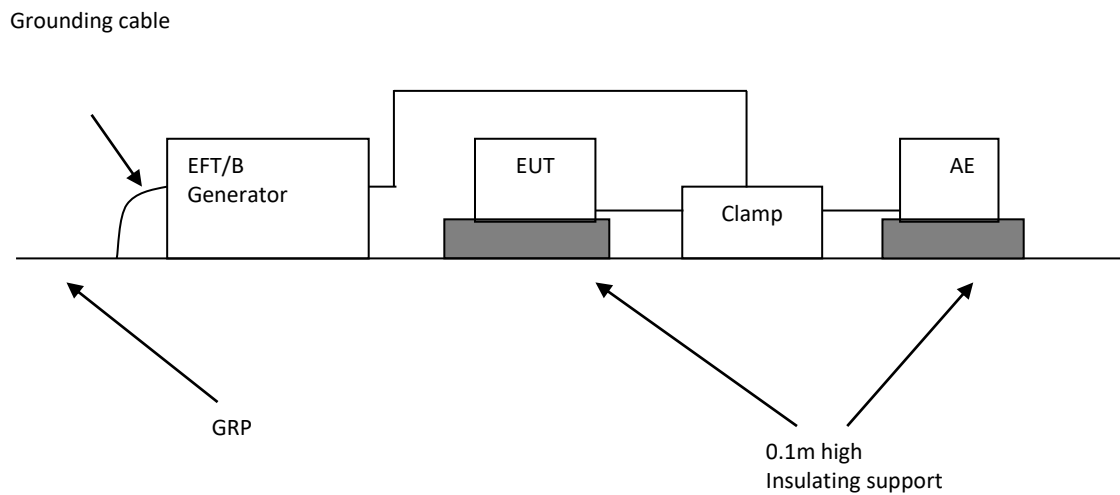 Grounding cable
EFT/B
Generator
EUT
Clamp
AE
GRP
0.1m high
Insulating support